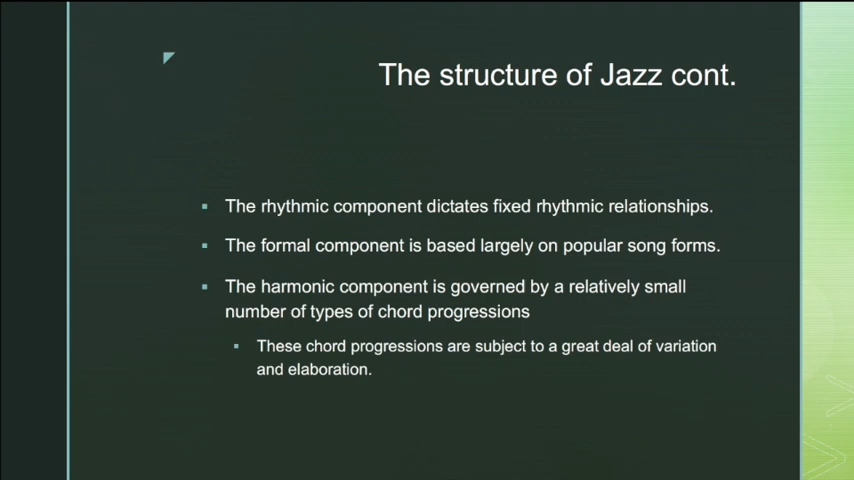 The structure of Jazz cont.
The rhythmic component dictates fixed rhythmic relationships.
The formal component is based largely on popular song forms.
The harmonic component is governed by a relatively small
number of types of chord progressions
These chord progressions are subject to a great deal of variation
and elaboration.